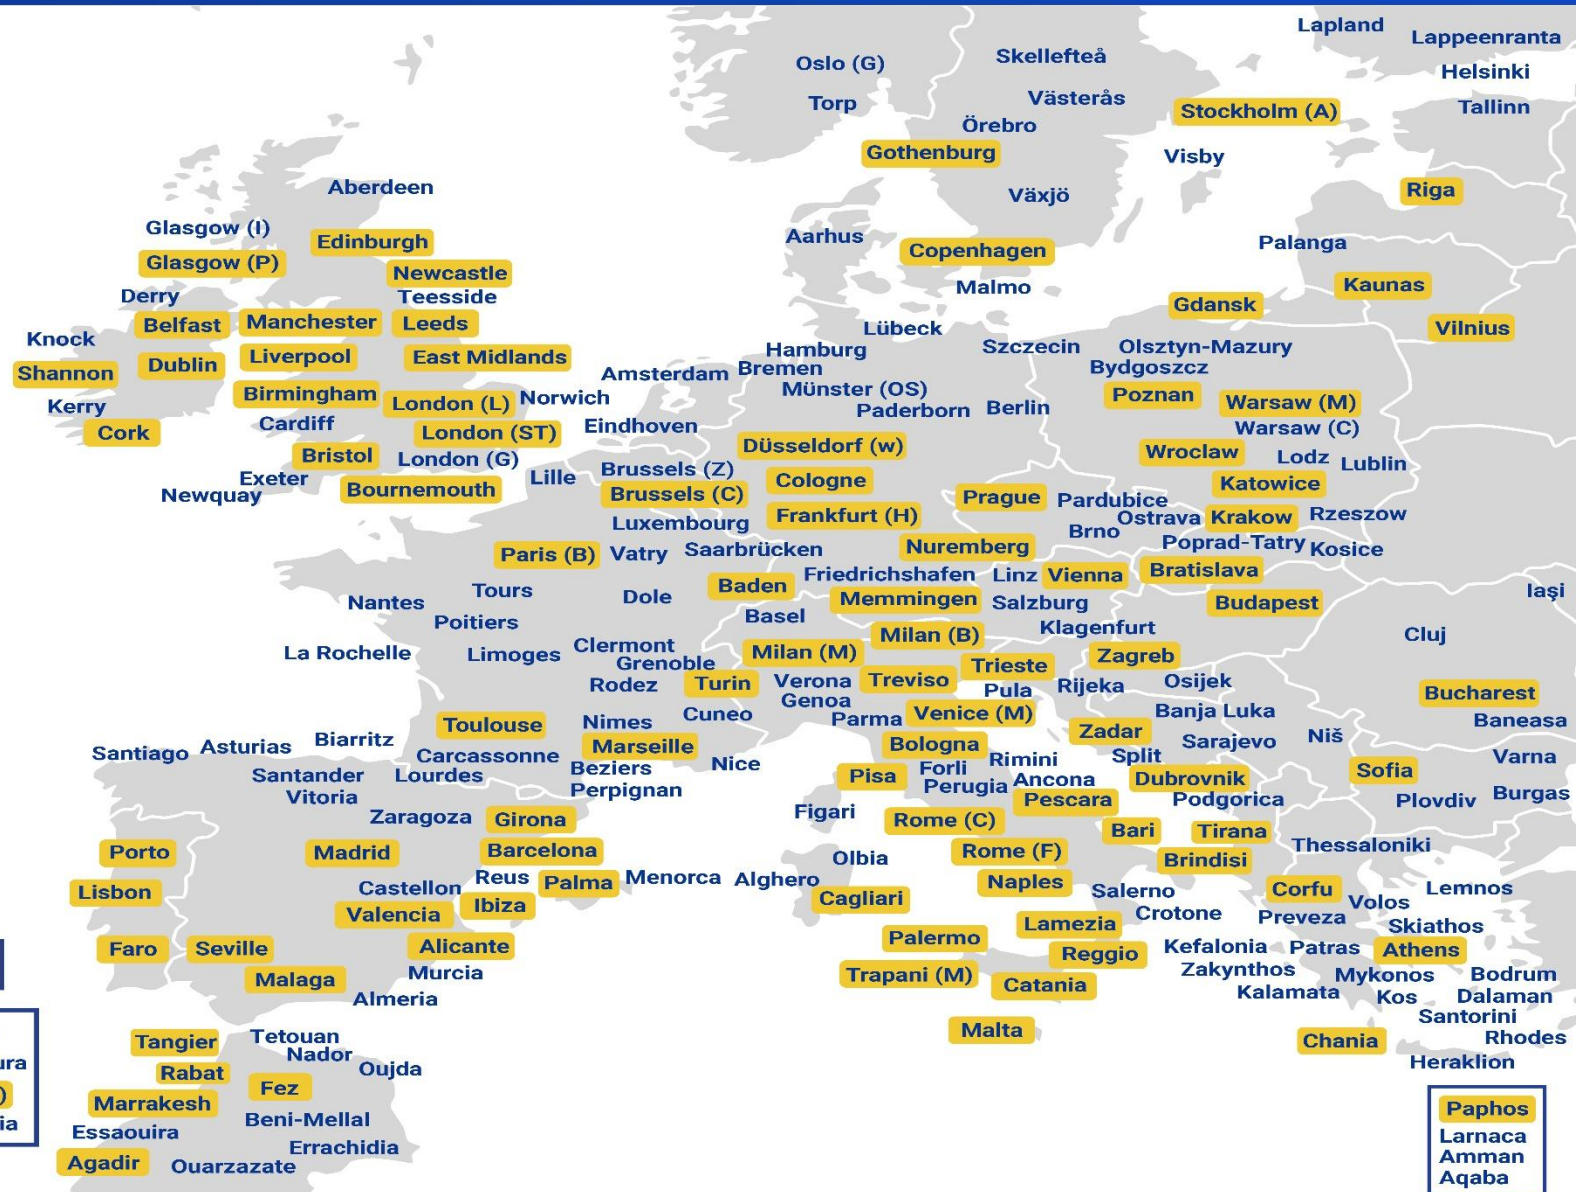 Lapland
Lappeenranta
Oslo (G)
Skellefteå
Helsinki
Torp
Västerås
Stockholm (A)
Tallinn
Örebro
Gothenburg
Visby
Aberdeen
Växjö
Riga
Glasgow (I)
Edinburgh
Aarhus
Copenhagen
Palanga
Glasgow (P)
Newcastle
Malmo
Kaunas
Derry
Teesside
Gdansk
Belfast
Manchester
Leeds
Lübeck
Vilnius
Knock
Hamburg
Szczecin
Olsztyn-Mazury
Shannon
Dublin
Liverpool
East Midlands
Amsterdam
Bremen
Bydgoszcz
Kerry
Birmingham
London (L)
Norwich
Münster (OS)
Paderborn
Berlin
Poznan
Warsaw (M)
Cork
Cardiff
London (ST)
Eindhoven
Warsaw (C)
Bristol
London (G)
Düsseldorf (w)
Wroclaw
Lodz
Lublin
Newquay
Exeter
Bournemouth
Lille
Brussels (Z)
Brussels (C)
Cologne
Katowice
Luxembourg
Frankfurt (H)
Prague
Pardubice
Ostrava
Krakow
Rzeszow
Brno
Paris (B)
Vatry
Saarbrücken
Nuremberg
Poprad-Tatry
Kosice
Baden
Friedrichshafen
Linz
Vienna
Bratislava
Nantes
Tours
Dole
Memmingen
Salzburg
Budapest
Iaşi
Poitiers
Basel
Milan (B)
Klagenfurt
Cluj
La Rochelle
Limoges
Clermont
Grenoble
Milan (M)
Trieste
Zagreb
Rodez
Turin
Verona
Treviso
Pula
Rijeka
Osijek
Bucharest
Genoa
Toulouse
Nimes
Cuneo
Parma
Venice (M)
Banja Luka
Baneasa
Santiago
Asturias
Biarritz
Marseille
Bologna
Zadar
Sarajevo
Niš
Carcassonne
Nice
Rimini
Split
Varna
Santander
Lourdes
Beziers
Pisa
Forli
Ancona
Dubrovnik
Sofia
Vitoria
Perpignan
Perugia
Pescara
Podgorica
Plovdiv
Burgas
Zaragoza
Girona
Figari
Rome (C)
Bari
Tirana
Porto
Madrid
Barcelona
Olbia
Rome (F)
Brindisi
Thessaloniki
Lisbon
Castellon
Reus
Palma
Menorca
Alghero
Naples
Salerno
Corfu
Lemnos
Valencia
Ibiza
Cagliari
Crotone
Preveza
Volos
Faro
Seville
Alicante
Palermo
Lamezia
Skiathos
Malaga
Murcia
Trapani (M)
Reggio
Kefalonia
Patras
Athens
Almeria
Catania
Zakynthos
Mykonos
Bodrum
Kalamata
Kos
Dalaman
Tangier
Tetouan
Malta
Santorini
Nador
Chania
Rhodes
ura
Rabat
Fez
Oujda
Heraklion
)
Marrakesh
Beni-Mellal
Paphos
ia
Essaouira
Errachidia
Larnaca
Agadir
Ouarzazate
Amman
Aqaba